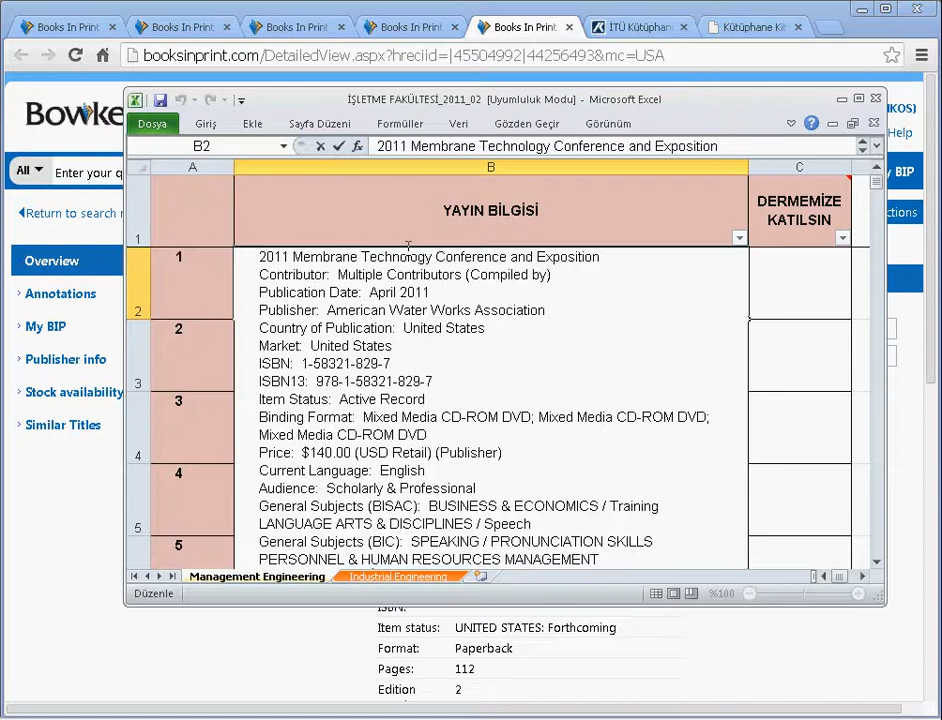 Books In Print
Books In Print
Books In Print
Books In Print
Books In Print
İTÜ Kütüphan
Kütüphane Ki
booksinprint.com/DetailedView.aspx?hreciid=|45504992|44256493&mc=USA
Bow
KOS)
Help
All
Enter your q
BIP
Return to search
ctions
Overview
Annotations
My BIP
Publisher info
Stock availability
Similar Titles
İŞLETME FAKÜLTESİ_2011_02 [Uyumluluk Modu] - Microsoft Excel
Dosya Giriş Ekle Sayfa Düzeni Formüller Veri Gözden Geçir Görünüm
B2 fx 2011 Membrane Technology Conference and Exposition
A B C
1 YAYIN BİLGİSİ DERMEMİZE
KATILSIN
1 2011 Membrane Technology Conference and Exposition
Contributor: Multiple Contributors (Compiled by)
Publication Date: April 2011
2 Publisher: American Water Works Association
2 Country of Publication: United States
Market: United States
ISBN: 1-58321-829-7
3 ISBN13: 978-1-58321-829-7
3 Item Status: Active Record
Binding Format: Mixed Media CD-ROM DVD; Mixed Media CD-ROM DVD;
Mixed Media CD-ROM DVD
4 Price: $140.00 (USD Retail) (Publisher)
4 Current Language: English
Audience: Scholarly & Professional
General Subjects (BISAC): BUSINESS & ECONOMICS / Training
5 LANGUAGE ARTS & DISCIPLINES / Speech
5 General Subjects (BIC): SPEAKING / PRONUNCIATION SKILLS
PERSONNEL & HUMAN RESOURCES MANAGEMENT
Management Engineering Industrial Engineering
Düzenle %100
ISBN:
Item status: UNITED STATES: Forthcoming
Format: Paperback
Pages: 112
Edition 2